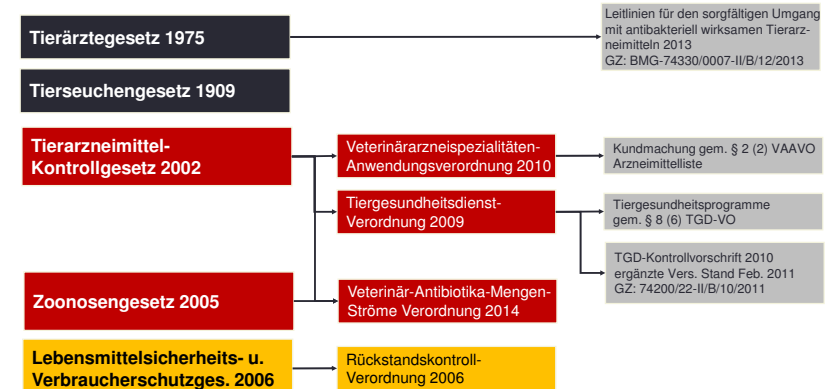 Tierärztegesetz 1975
Leitlinien für den sorgfältigen Umgang
mit antibakteriell wirksamen Tierarz-
neimitteln 2013
GZ: BMG-74330/0007-II/B/12/2013
Tierseuchengesetz 1909
Tierarzneimittel-
Kontrollgesetz 2002
Veterinärarzneispezialitäten-
Anwendungsverordnung 2010
Kundmachung gem. § 2 (2) VAAVO
Arzneimittelliste
Tiergesundheitsdienst-
Verordnung 2009
Tiergesundheitsprogramme
gem. § 8 (6) TGD-VO
TGD-Kontrollvorschrift 2010
ergänzte Vers. Stand Feb. 2011
GZ: 74200/22-II/B/10/2011
Zoonosengesetz 2005
Veterinär-Antibiotika-Mengen-
Ströme Verordnung 2014
Lebensmittelsicherheits- u.
Verbraucherschutzges. 2006
Rückstandskontroll-
Verordnung 2006